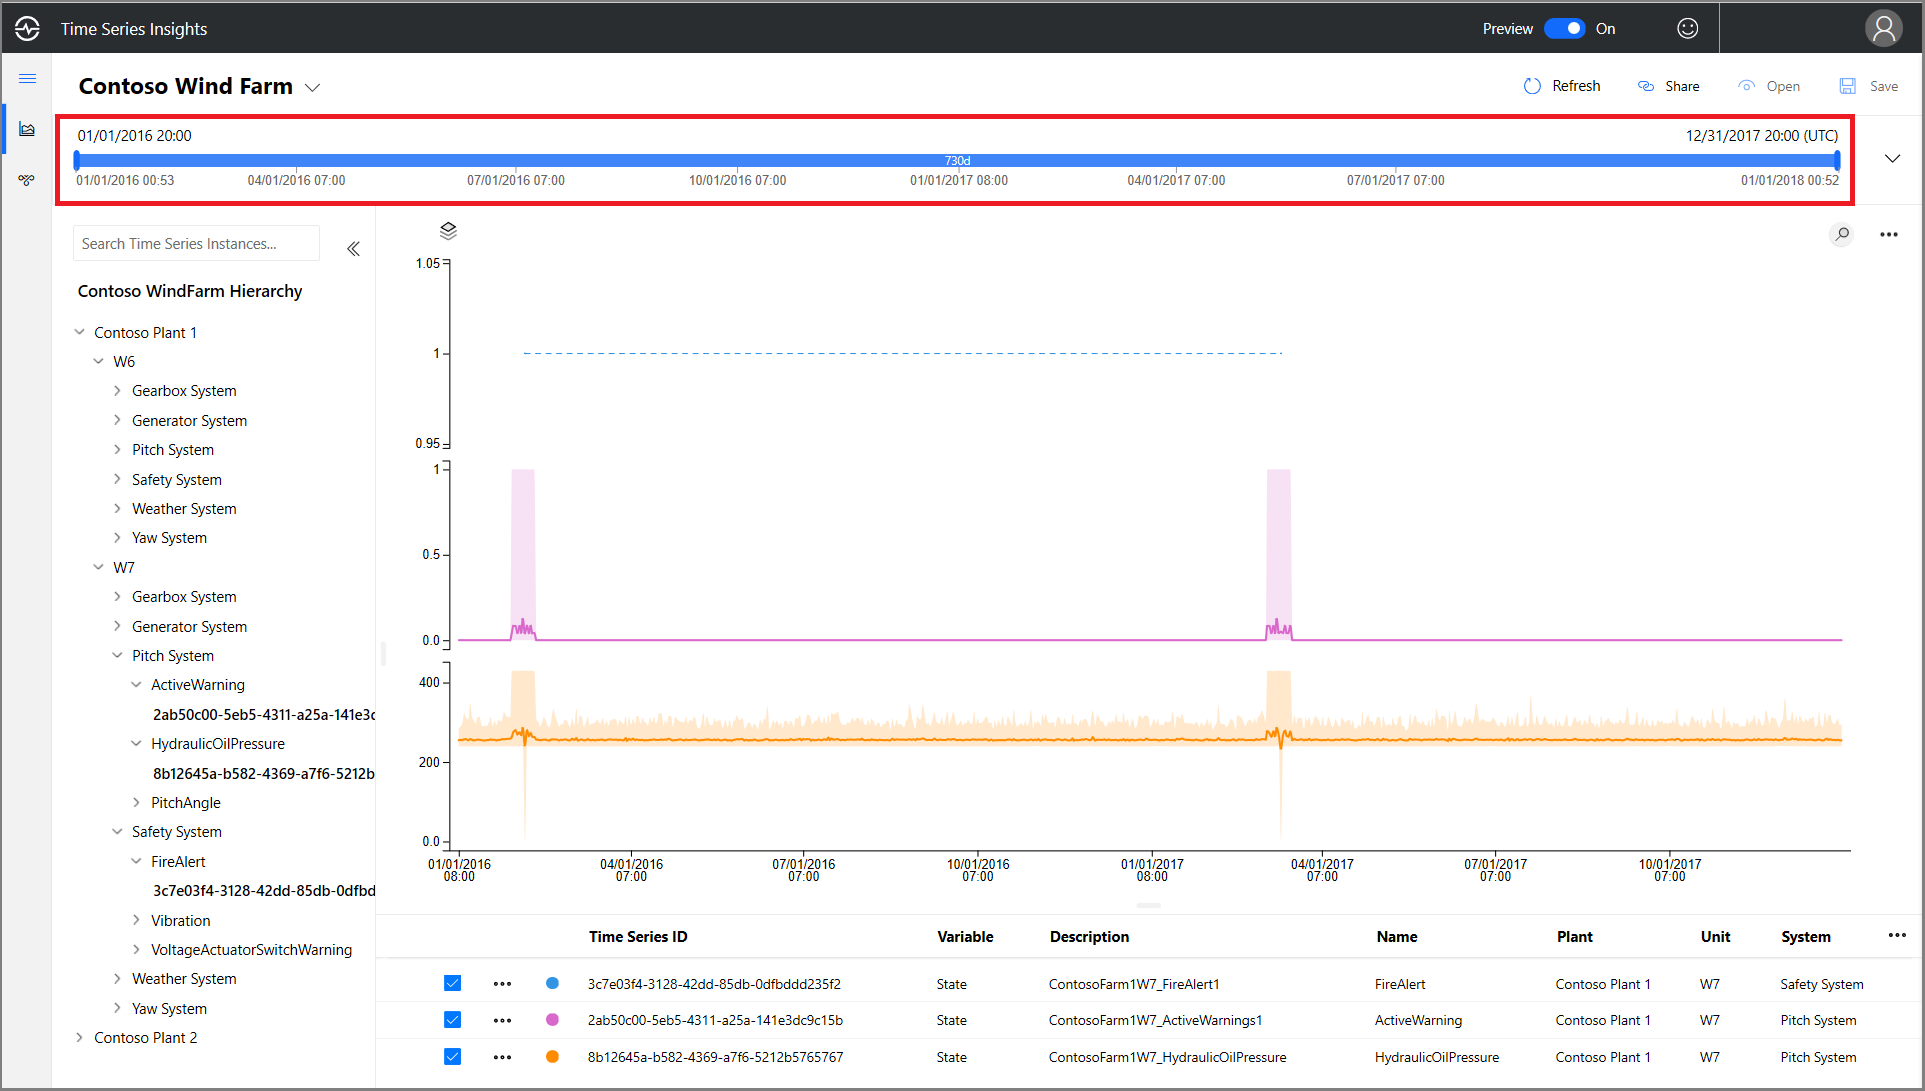 Time Series Insights
Preview On
Contoso Wind Farm
Refresh Share Open Save
01/01/2016 20:00 12/31/2017 20:00 (UTC)
730d
01/01/2016 00:53 04/01/2016 07:00 07/01/2016 07:00 10/01/2016 07:00 01/01/2017 08:00 04/01/2017 07:00 07/01/2017 07:00 01/01/2018 00:52
Search Time Series Instances...
Contoso WindFarm Hierarchy
Contoso Plant 1
W6
Gearbox System
Generator System
Pitch System
Safety System
Weather System
Yaw System
W7
Gearbox System
Generator System
Pitch System
ActiveWarning
2ab50c00-5eb5-4311-a25a-141e3c
HydraulicOilPressure
8b12645a-b582-4369-a7f6-5212b
PitchAngle
Safety System
FireAlert
3c7e03f4-3128-42dd-85db-0dfbd
Vibration
VoltageActuatorSwitchWarning
Weather System
Yaw System
Contoso Plant 2
1.05
1
0.95
1
0.5
0.0
400
200
0.0
01/01/2016 04/01/2016 07/01/2016 10/01/2016 01/01/2017 04/01/2017 07/01/2017 10/01/2017
08:00 07:00 07:00 07:00 08:00 07:00 07:00 07:00
Time Series ID Variable Description Name Plant Unit System
3c7e03f4-3128-42dd-85db-0dfbddd235f2 State ContosoFarm1W7_FireAlert1 FireAlert Contoso Plant 1 W7 Safety System
2ab50c00-5eb5-4311-a25a-141e3dc9c15b State ContosoFarm1W7_ActiveWarnings1 ActiveWarning Contoso Plant 1 W7 Pitch System
8b12645a-b582-4369-a7f6-5212b5765767 State ContosoFarm1W7_HydraulicOilPressure HydraulicOilPressure Contoso Plant 1 W7 Pitch System